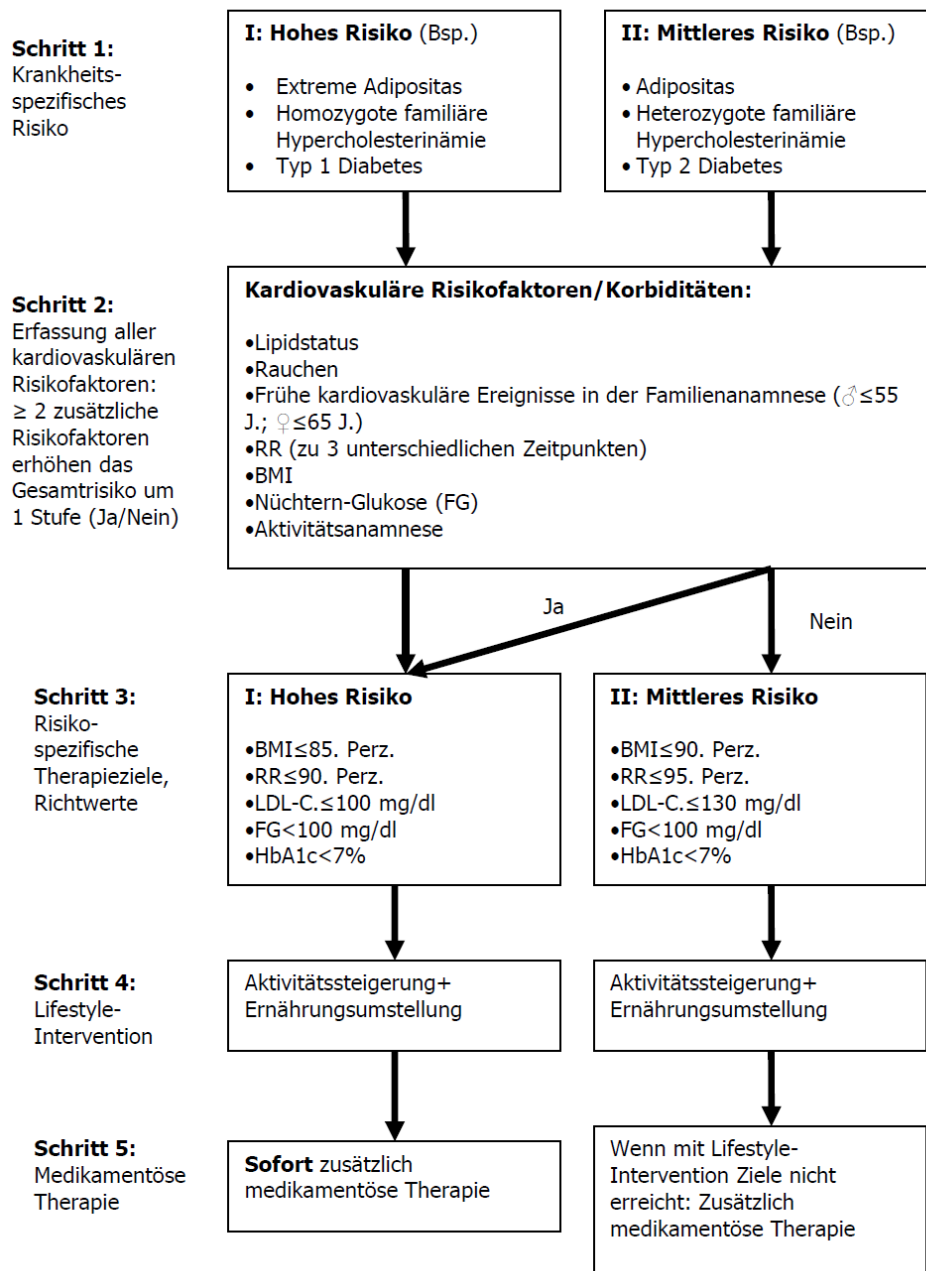 Schritt 1:
Krankheits-
spezifisches
Risiko
I: Hohes Risiko (Bsp.)
• Extreme Adipositas
• Homozygote familiäre
Hypercholesterinämie
• Typ 1 Diabetes
II: Mittleres Risiko (Bsp.)
• Adipositas
• Heterozygote familiäre
Hypercholesterinämie
• Typ 2 Diabetes
Schritt 2:
Erfassung aller
kardiovaskulären
Risikofaktoren:
≥ 2 zusätzliche
Risikofaktoren
erhöhen das
Gesamtrisiko um
1 Stufe (Ja/Nein)
Kardiovaskuläre Risikofaktoren/Korbiditäten:
•Lipidstatus
•Rauchen
•Frühe kardiovaskuläre Ereignisse in der Familienanamnese (♂≤55
J.; ♀≤65 J.)
•RR (zu 3 unterschiedlichen Zeitpunkten)
•BMI
•Nüchtern-Glukose (FG)
•Aktivitätsanamnese
Ja
Nein
Schritt 3:
Risiko-
spezifische
Therapieziele,
Richtwerte
I: Hohes Risiko
•BMI≤85. Perz.
•RR≤90. Perz.
•LDL-C.≤100 mg/dl
•FG<100 mg/dl
•HbA1c<7%
II: Mittleres Risiko
•BMI≤90. Perz.
•RR≤95. Perz.
•LDL-C.≤130 mg/dl
•FG<100 mg/dl
•HbA1c<7%
Schritt 4:
Lifestyle-
Intervention
Aktivitätssteigerung+
Ernährungsumstellung
Aktivitätssteigerung+
Ernährungsumstellung
Schritt 5:
Medikamentöse
Therapie
Sofort zusätzlich
medikamentöse Therapie
Wenn mit Lifestyle-
Intervention Ziele nicht
erreicht: Zusätzlich
medikamentöse Therapie